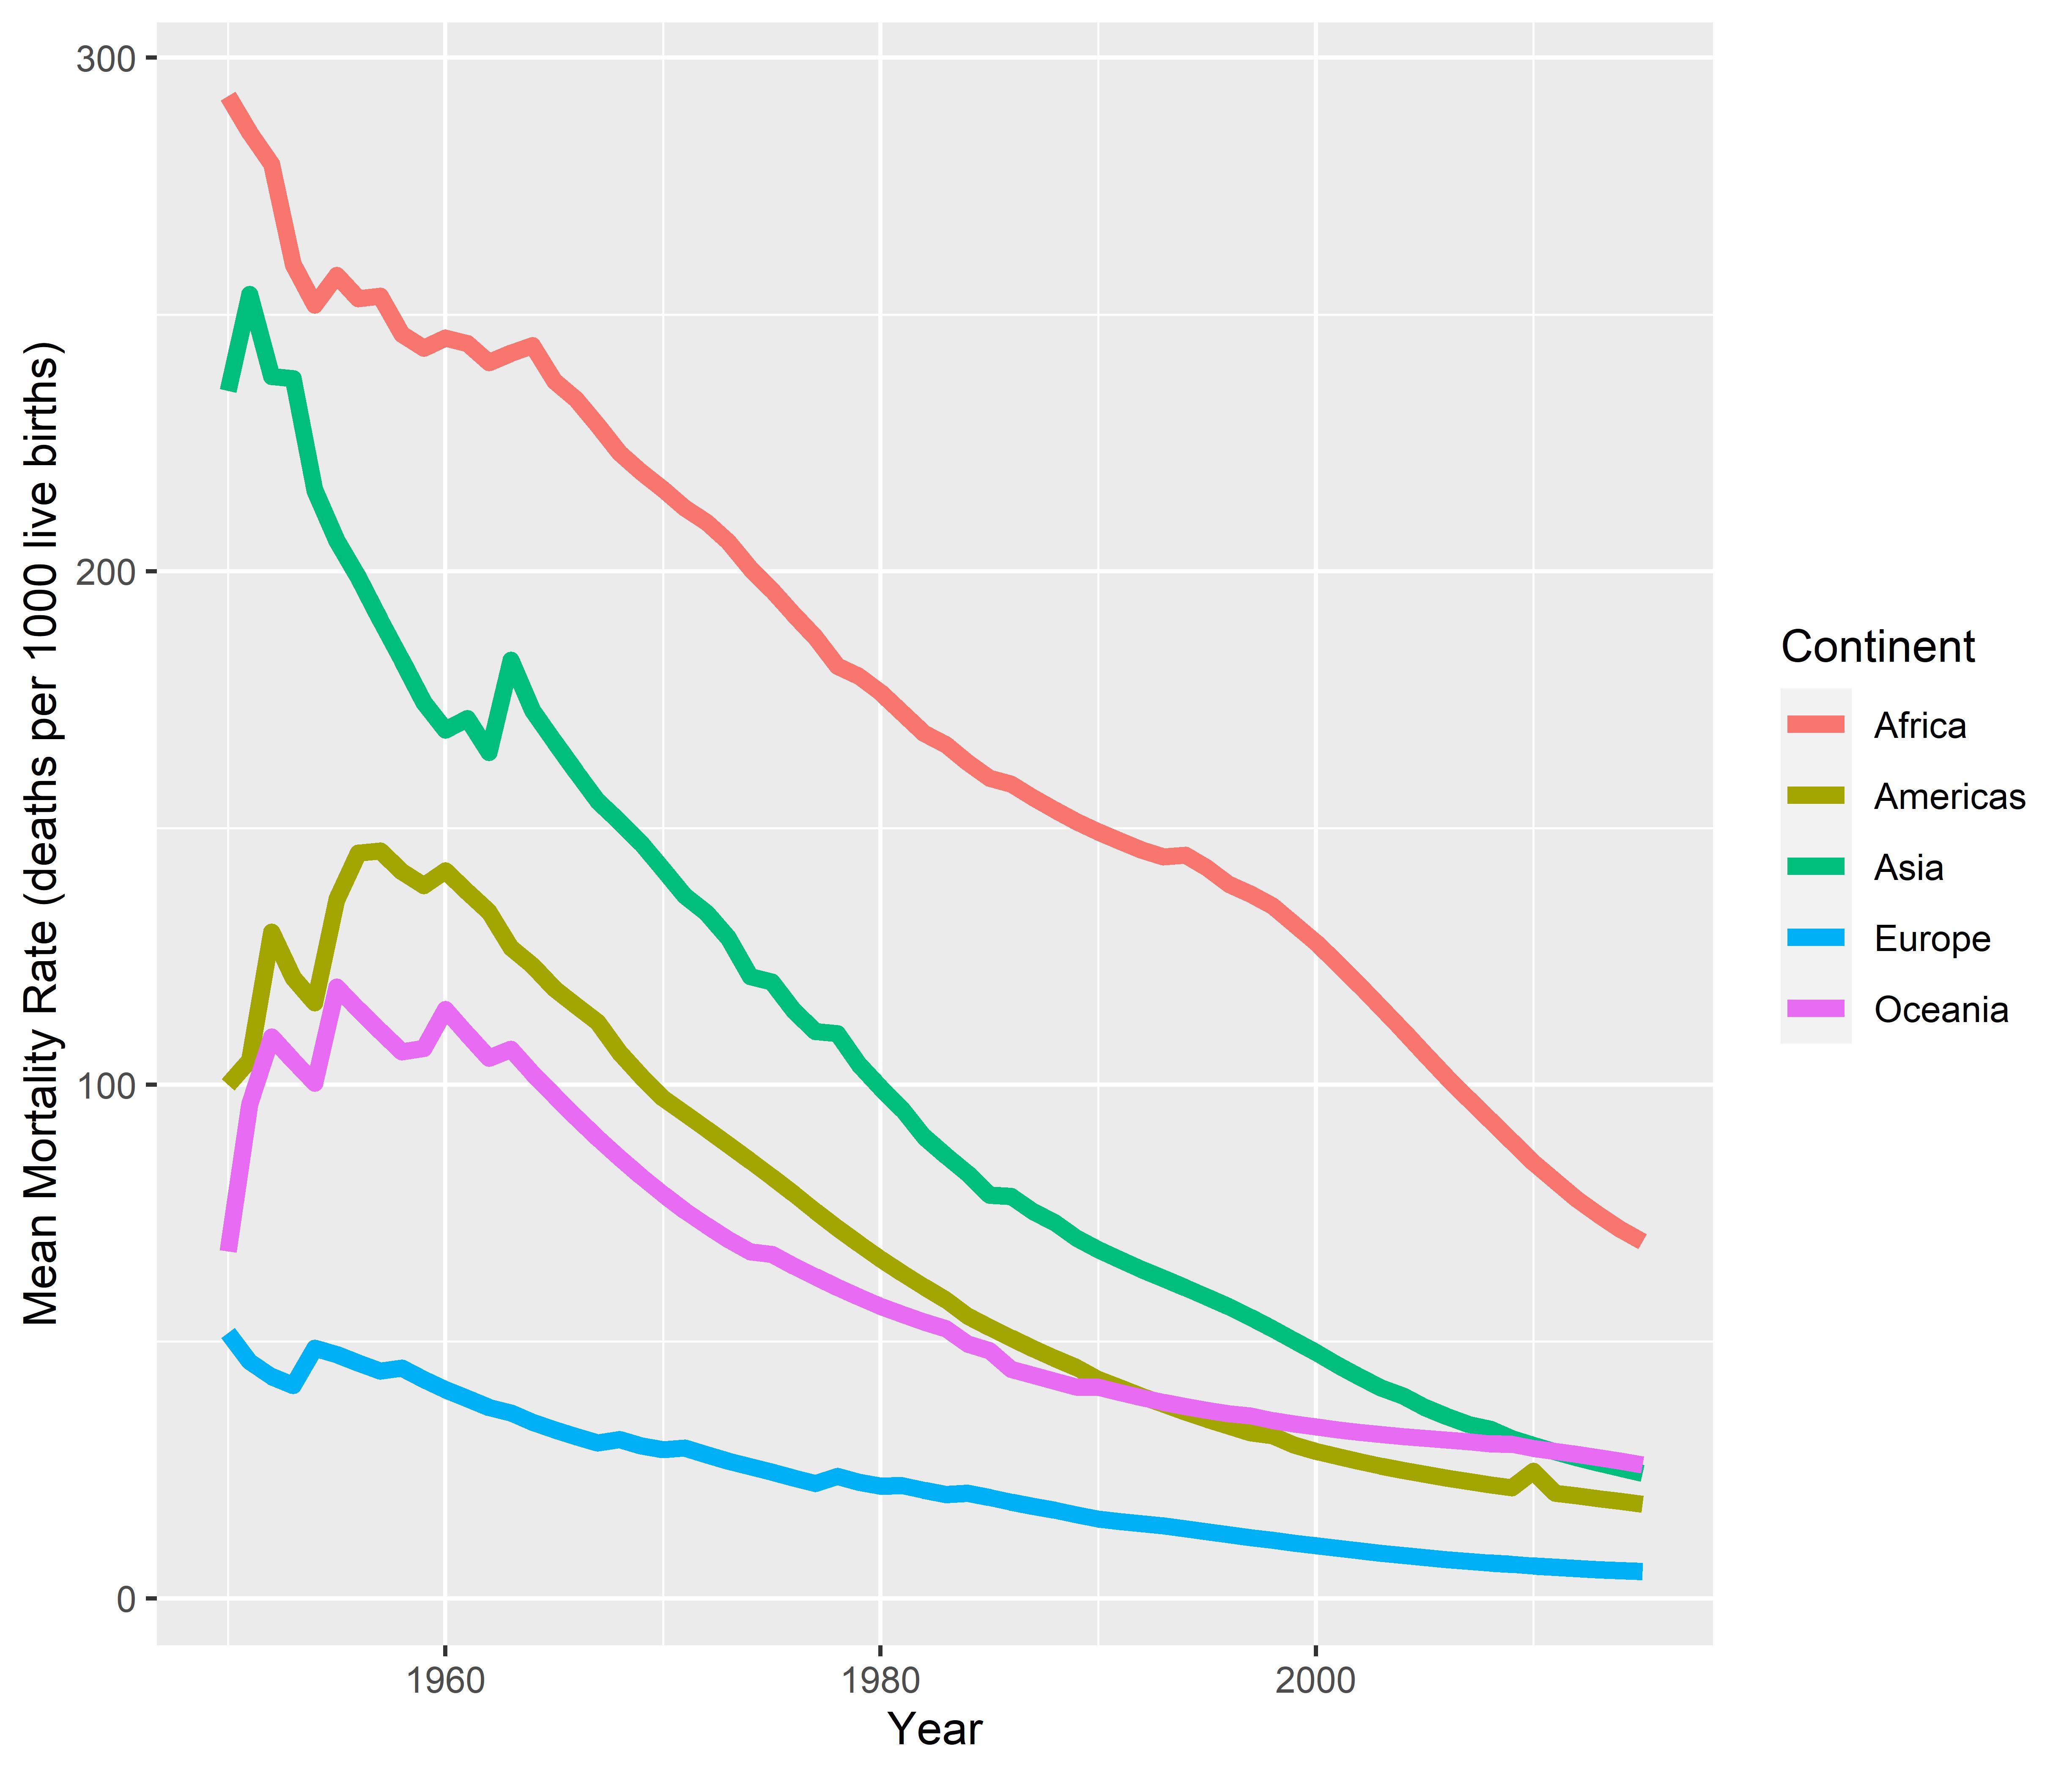 Mean Mortality Rate (deaths per 1000 live births)
300
200
100
0
1960
1980
2000
Year
Continent
Africa
Americas
Asia
Europe
Oceania